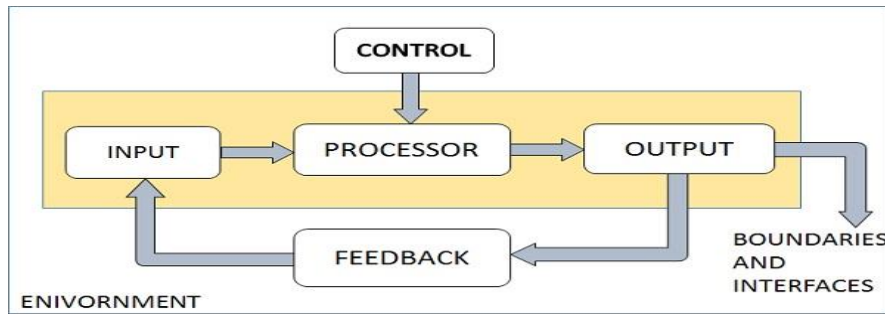 CONTROL
INPUT
PROCESSOR
OUTPUT
FEEDBACK
BOUNDARIES
AND
INTERFACES
ENIVORNMENT